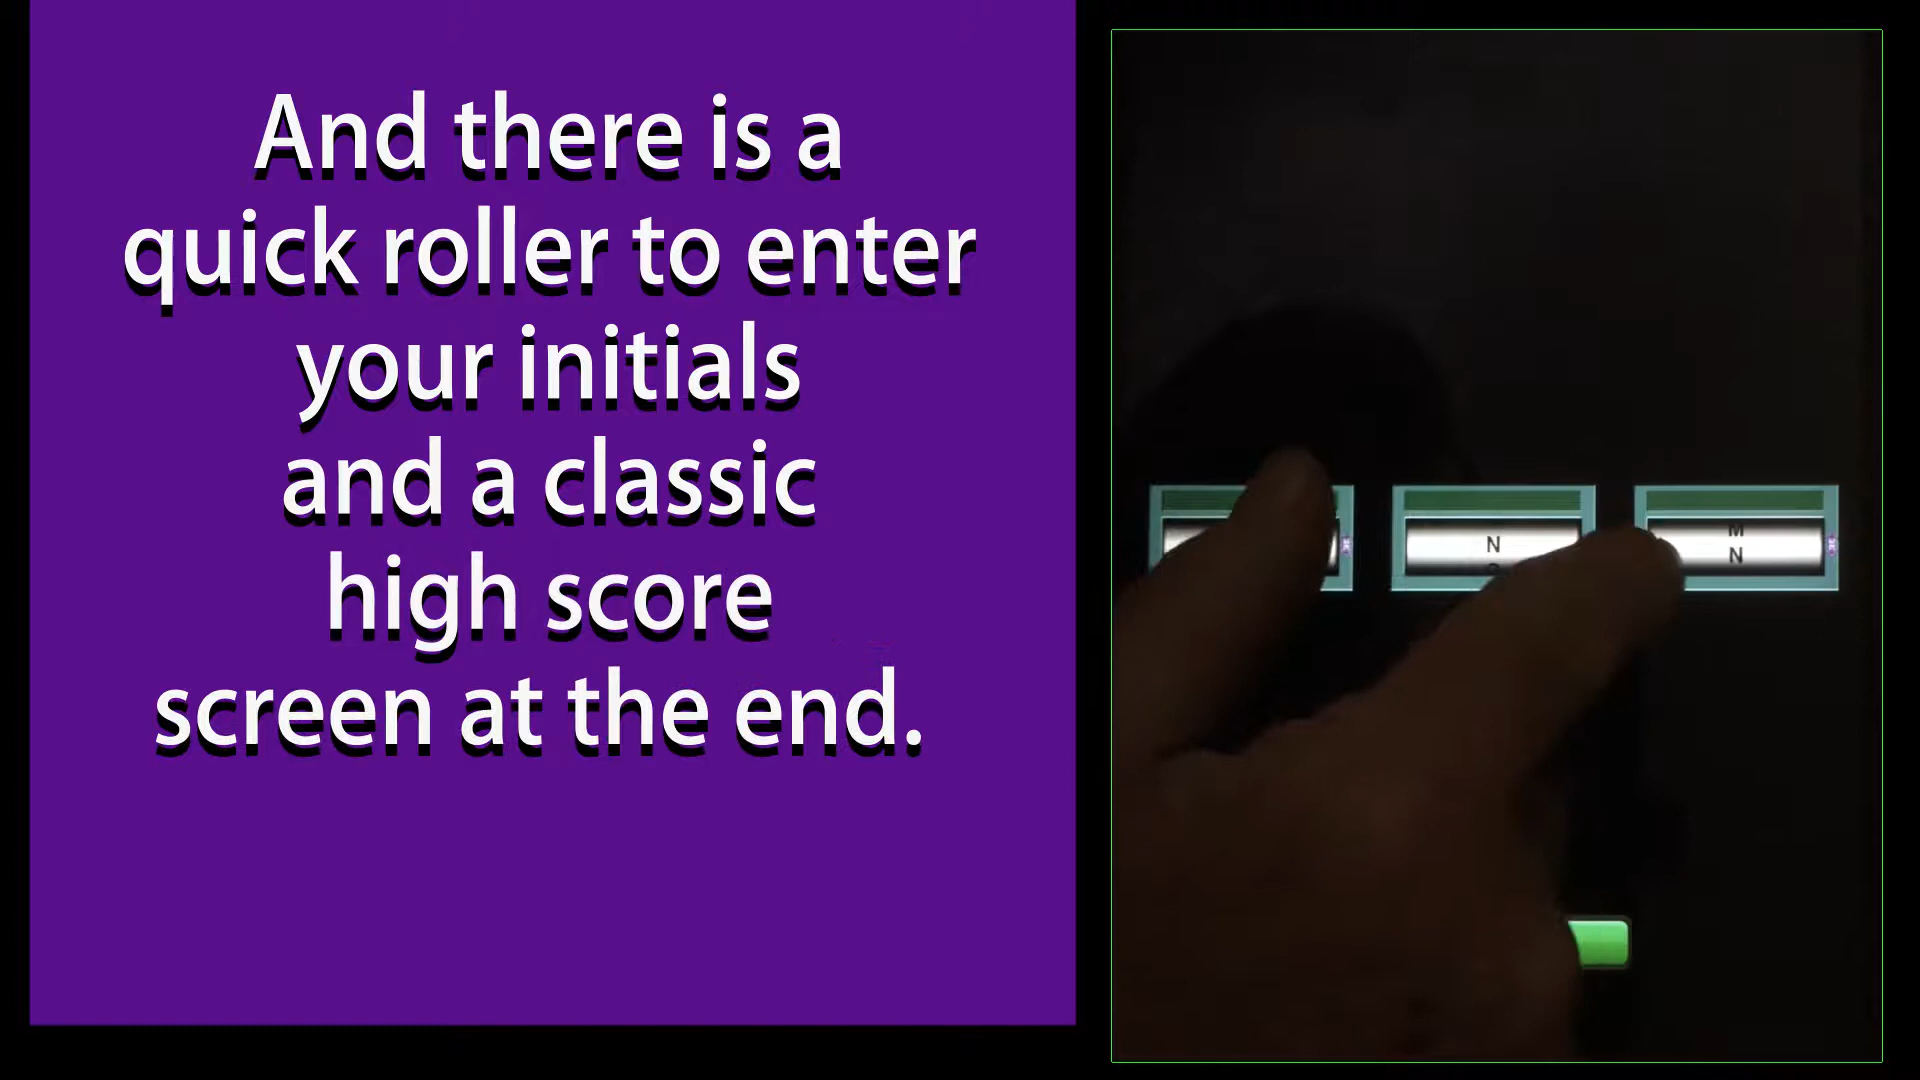 And there is a
quick roller to enter
your initials
and a classic
high score
screen at the end.
N
M
N